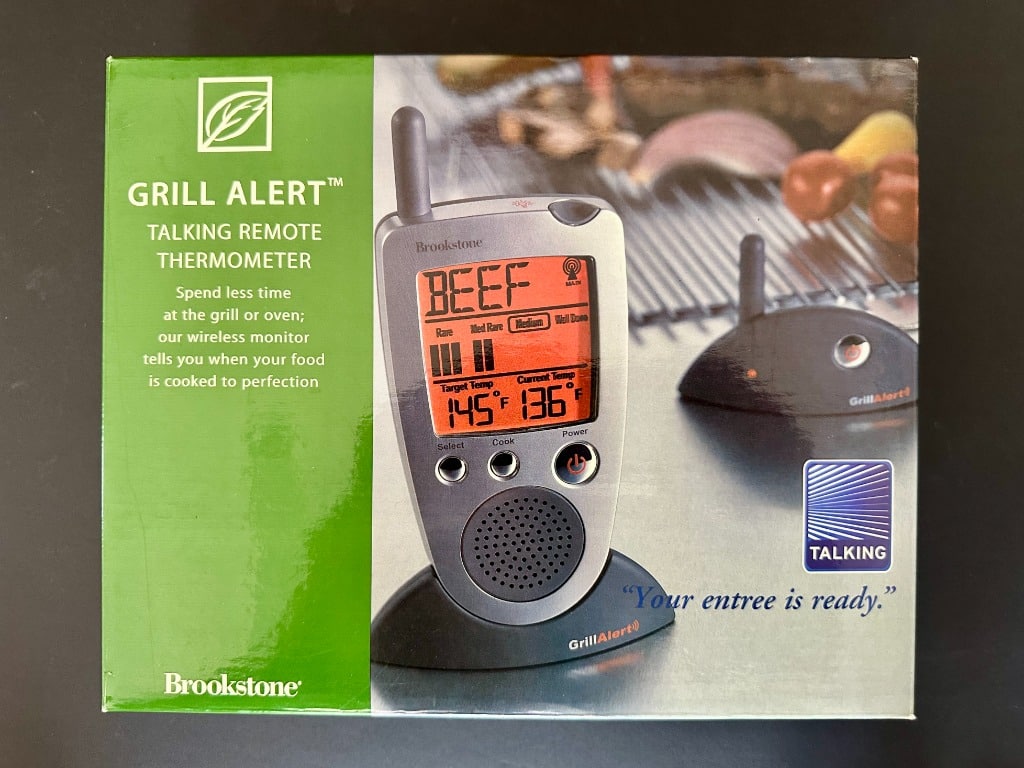 GRILL ALERT™
TALKING REMOTE
THERMOMETER
Spend less time
at the grill or oven;
our wireless monitor
tells you when your food
is cooked to perfection
Brookstone
Brookstone
BEEF
MAIN
Rare Med Rare Medium Well Done
Target Temp Current Temp
145°F 136°F
Select Cook Power
GrillAlert
GrillAlert
TALKING
“Your entree is ready.”